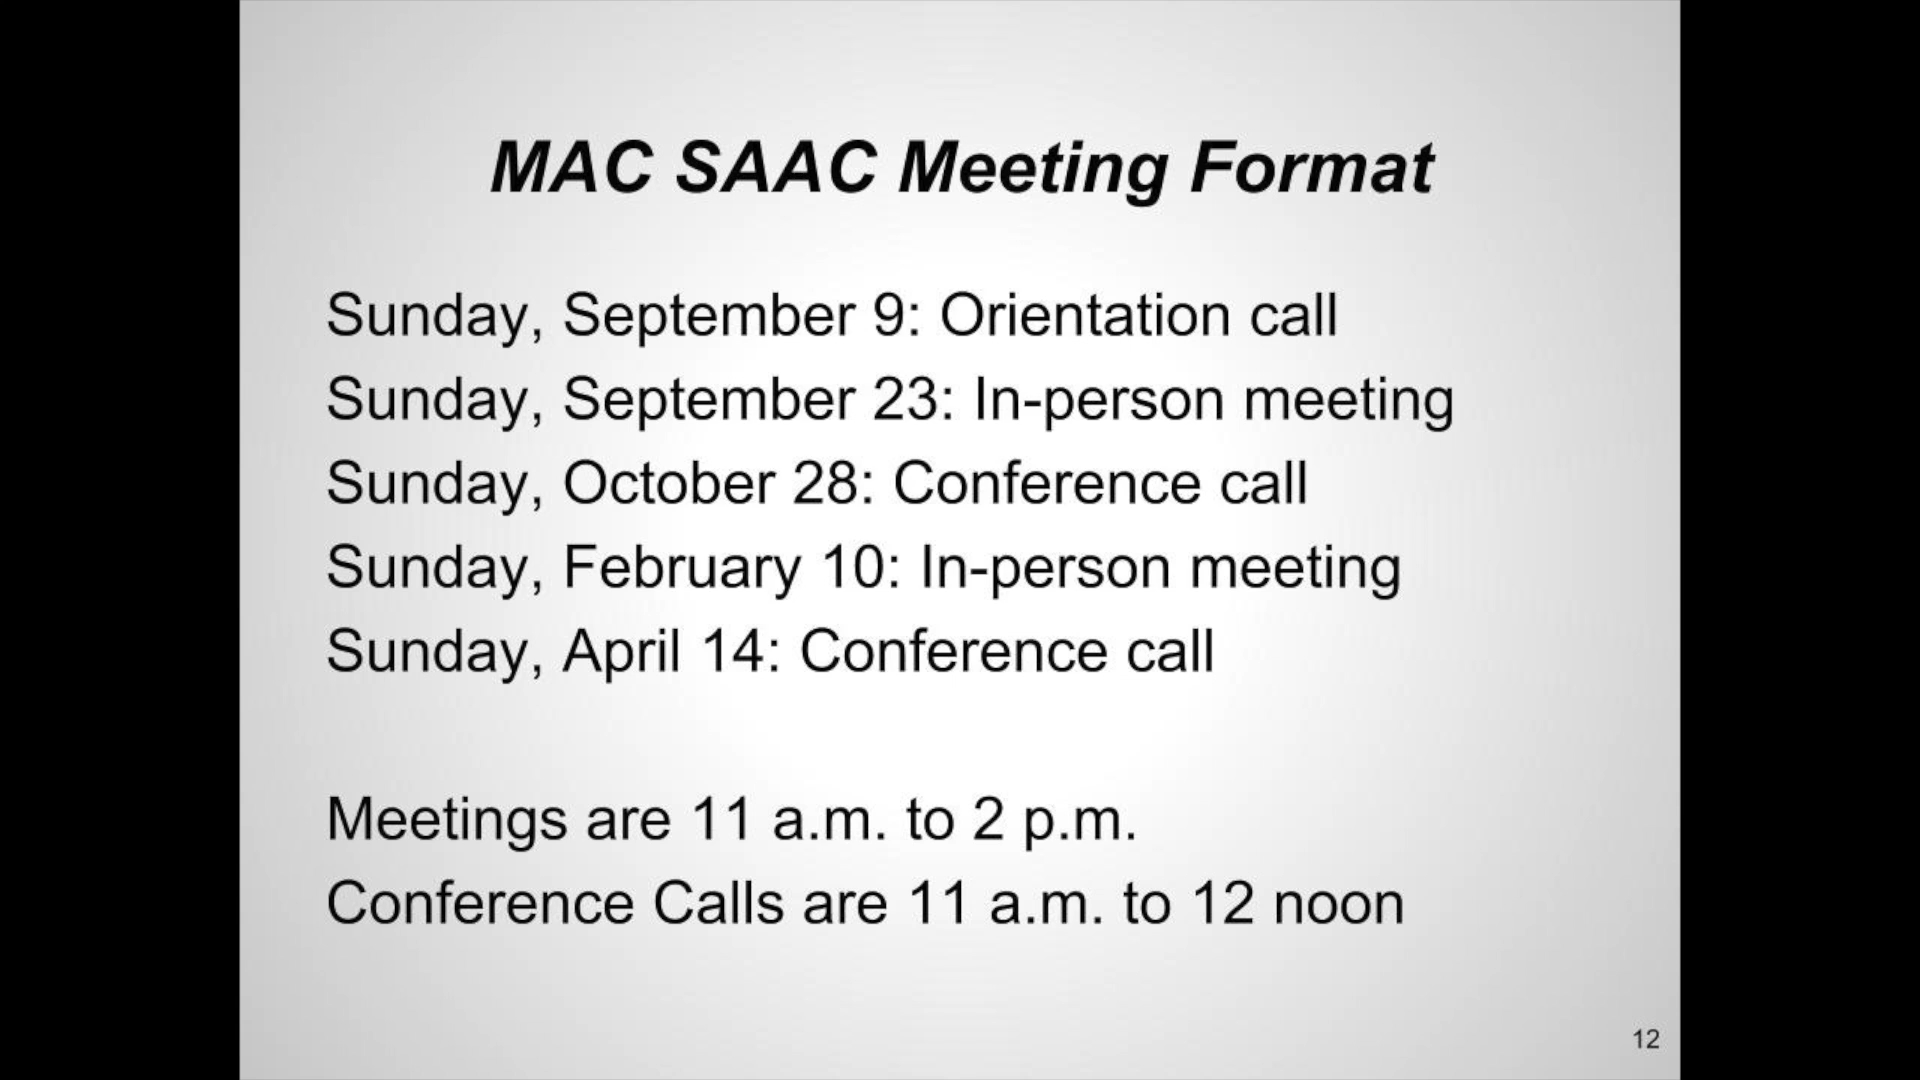 MAC SAAC Meeting Format
Sunday, September 9: Orientation call
Sunday, September 23: In-person meeting
Sunday, October 28: Conference call
Sunday, February 10: In-person meeting
Sunday, April 14: Conference call
Meetings are 11 a.m. to 2 p.m.
Conference Calls are 11 a.m. to 12 noon
12